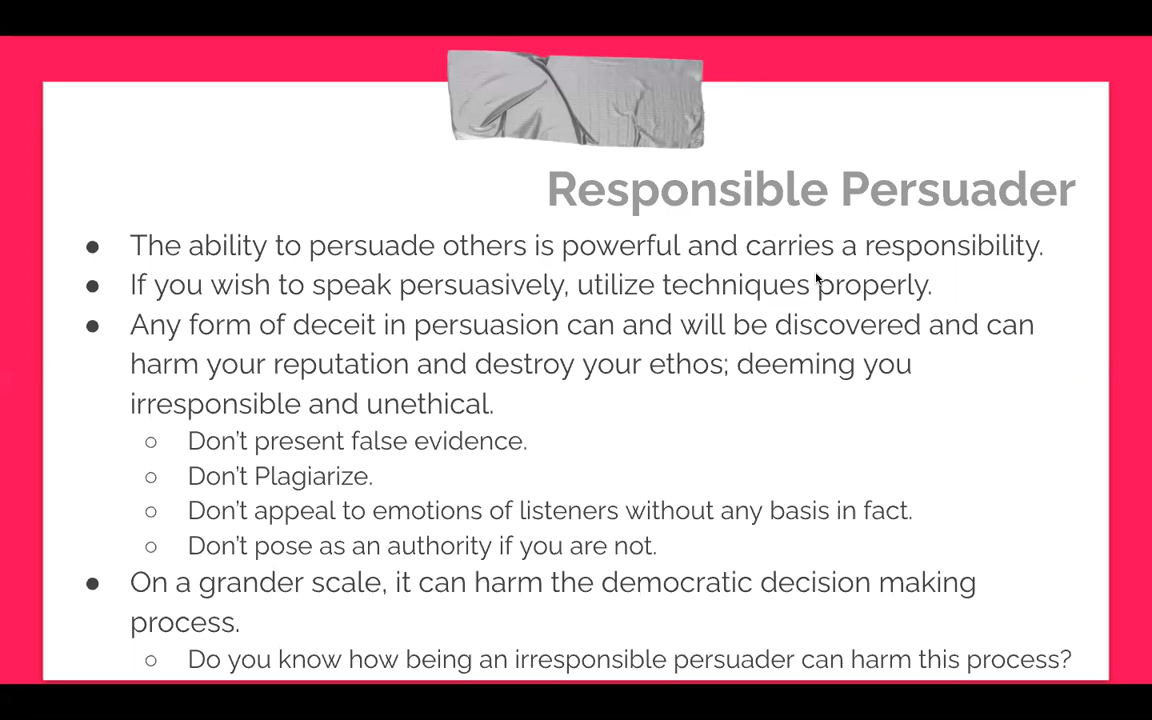 Responsible Persuader
● The ability to persuade others is powerful and carries a responsibility.
● If you wish to speak persuasively, utilize techniques properly.
● Any form of deceit in persuasion can and will be discovered and can
harm your reputation and destroy your ethos; deeming you
irresponsible and unethical.
○ Don't present false evidence.
○ Don't Plagiarize.
○ Don't appeal to emotions of listeners without any basis in fact.
○ Don't pose as an authority if you are not.
● On a grander scale, it can harm the democratic decision making
process.
○ Do you know how being an irresponsible persuader can harm this process?